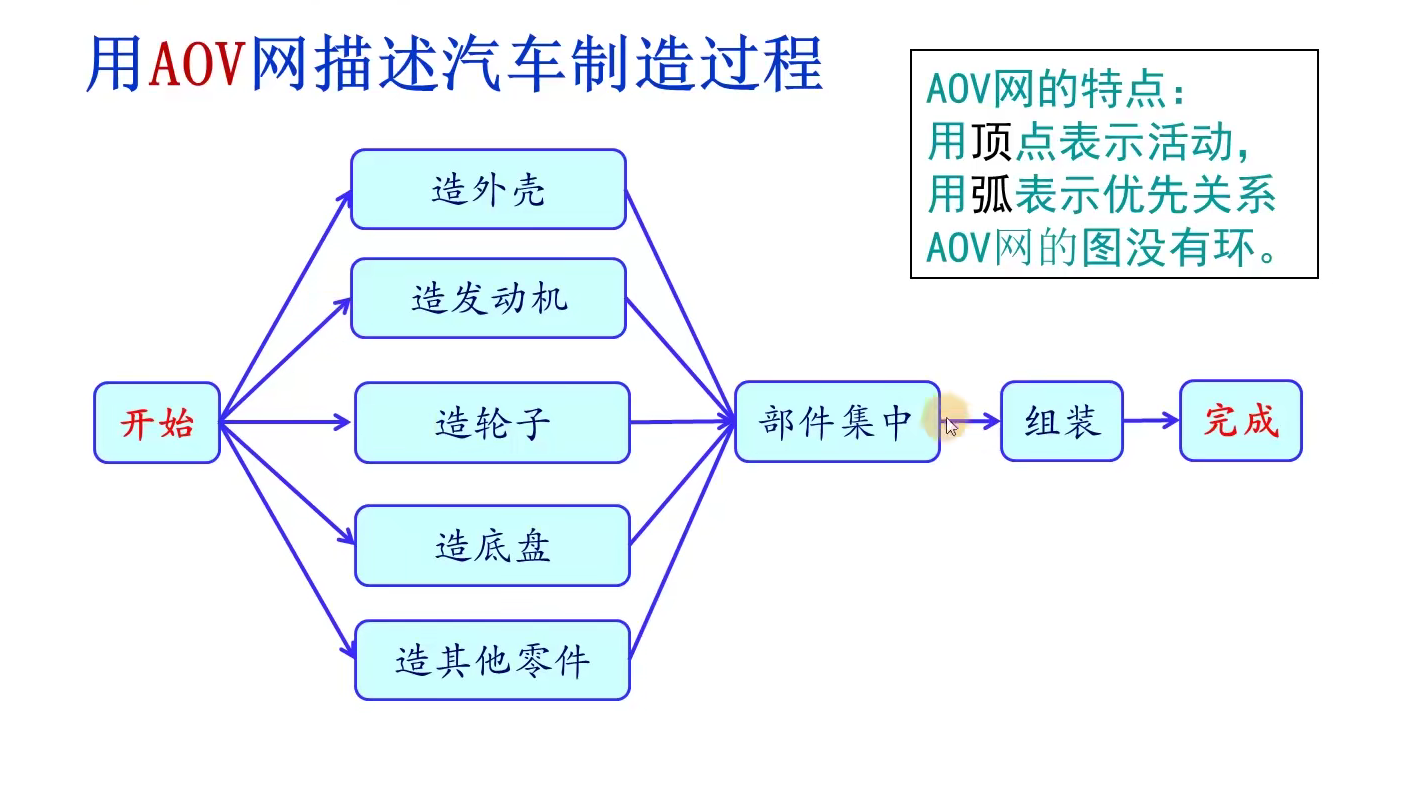 用AOV网描述汽车制造过程
AOV网的特点：
用顶点表示活动，
用弧表示优先关系
AOV网的图没有环。
造外壳
造发动机
开始
造轮子
部件集中
组装
完成
造底盘
造其他零件